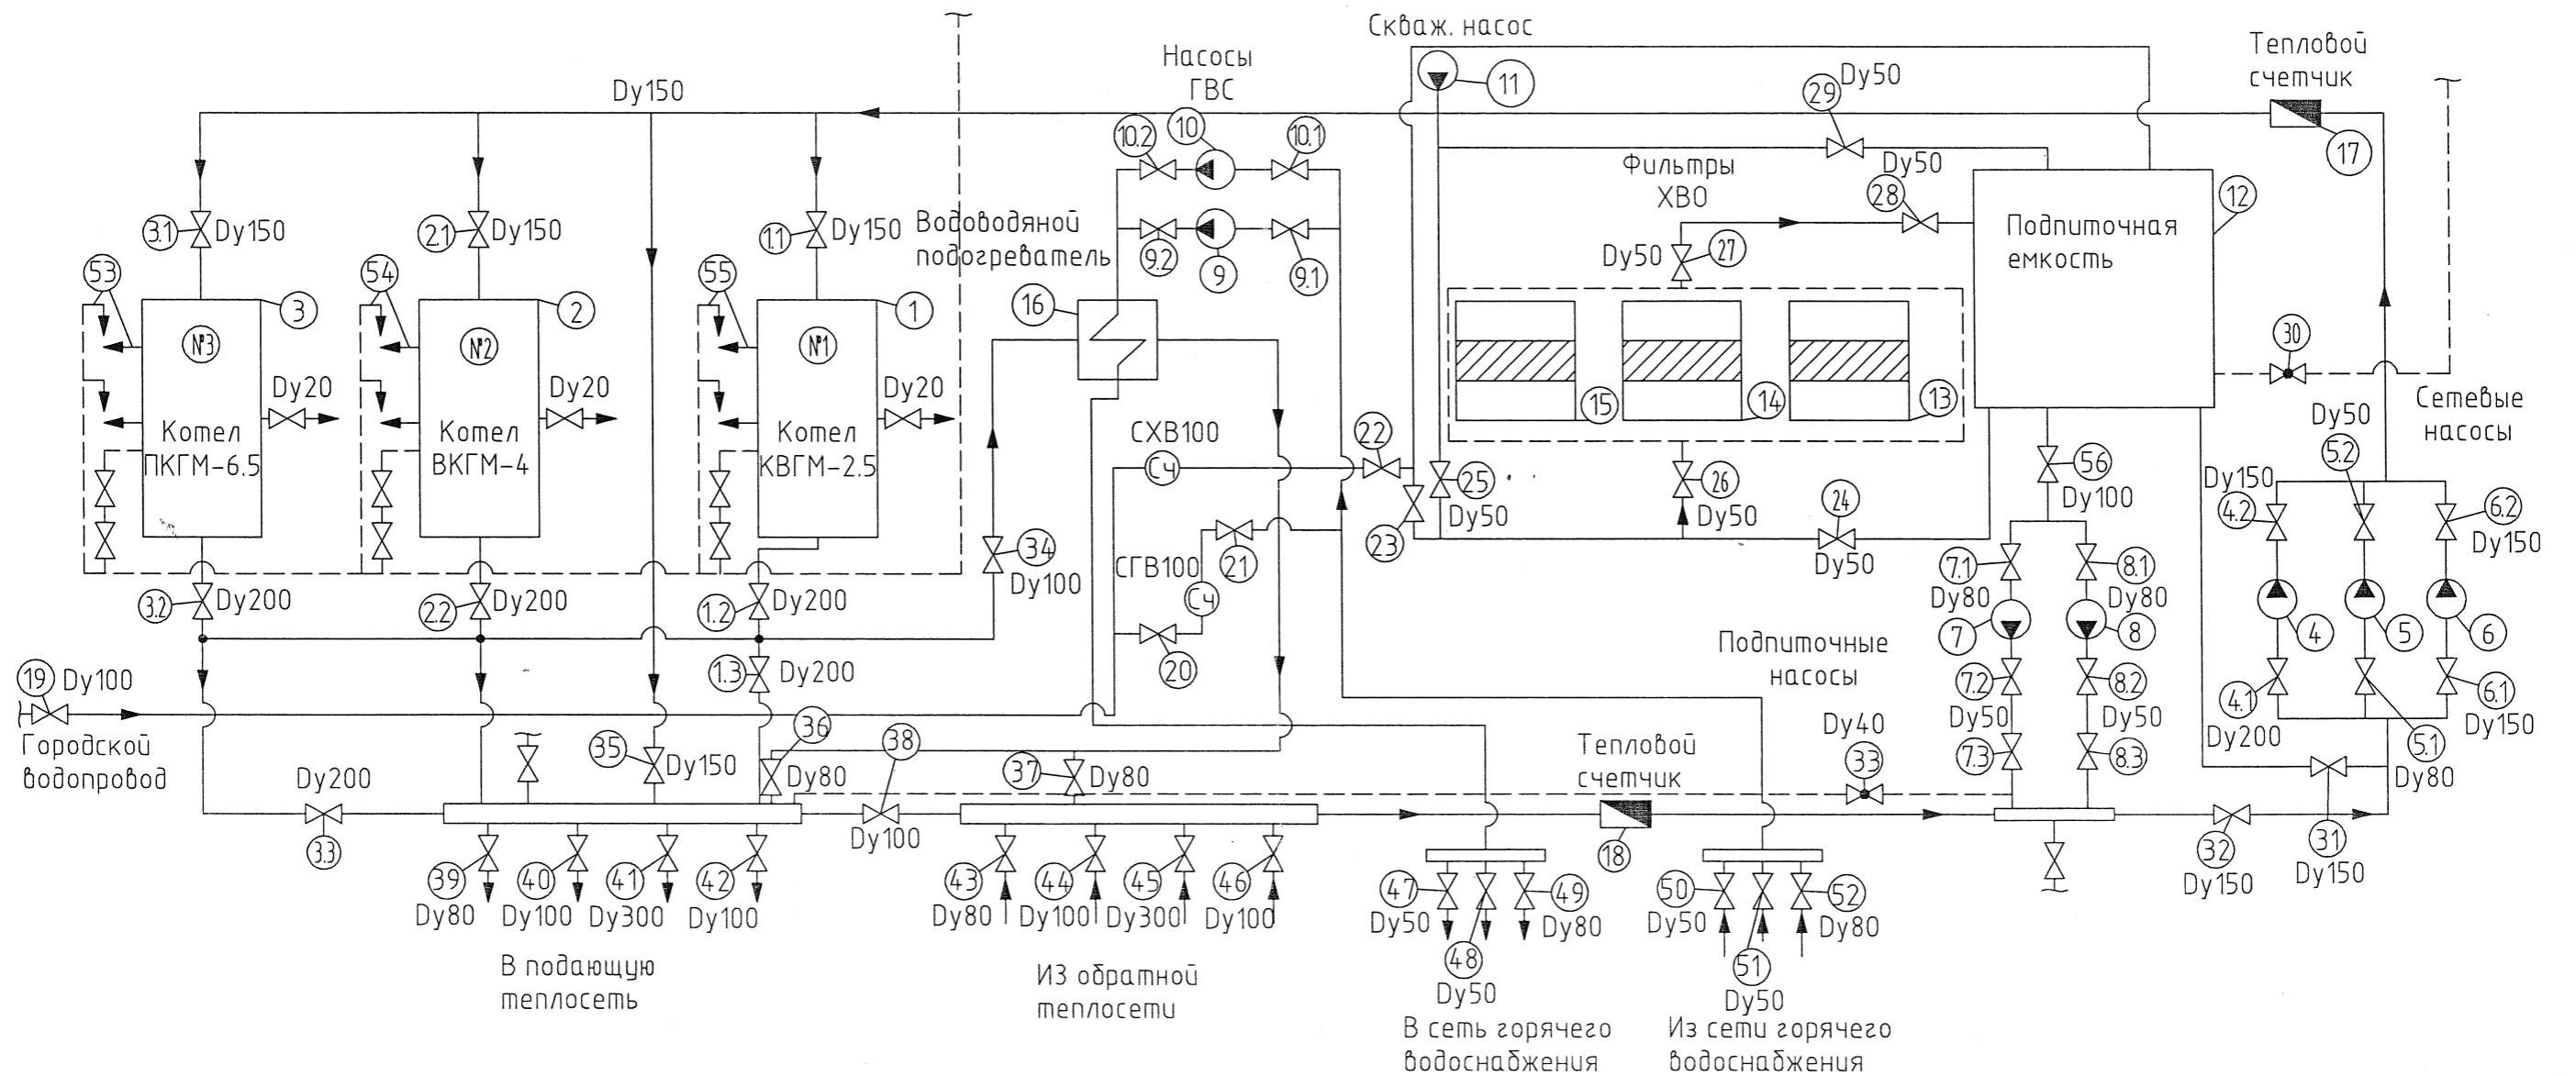 Скваж. насос
11
Тепловой
счетчик
17
Насосы
ГВС
10
10.2
10.1
Dy150
29
Dy50
Фильтры
ХВО
Dy50
28
12
Подпиточная
емкость
3.1
Dy150
2.1
Dy150
1.1
Dy150
Водоводяной
подогреватель
9.2
9
9.1
Dy50
27
53
3
54
2
55
1
16
№3
№2
№1
30
Dy20
Dy20
Dy20
15
14
13
Котел
ПКГМ-6.5
Котел
ВКГМ-4
Котел
КВГМ-2.5
СХВ100
Сч
22
Dy50
Сетевые
насосы
5.2
25
Dy50
26
Dy50
24
Dy50
23
56
Dy100
Dy150
4.2
6.2
Dy150
34
Dy100
СГВ100
Сч
21
7.1
Dy80
8.1
Dy80
3.2
Dy200
2.2
Dy200
1.2
Dy200
7
8
4
5
6
20
Подпиточные
насосы
1.3
Dy200
19
Dy100
Городской
водопровод
7.2
Dy50
8.2
Dy50
4.1
Dy200
5.1
Dy80
6.1
Dy150
36
Dy80
38
Dy100
35
Dy150
37
Dy80
Тепловой
счетчик
18
Dy40
33
7.3
8.3
Dy200
3.3
32
Dy150
31
Dy150
39
Dy80
40
Dy100
41
Dy300
42
Dy100
43
Dy80
44
Dy100
45
Dy300
46
Dy100
47
Dy50
48
Dy50
49
Dy80
50
Dy50
51
Dy50
52
Dy80
В подающую
теплосеть
ИЗ обратной
теплосети
В сеть горячего
водоснабжения
Из сети горячего
водоснабжения